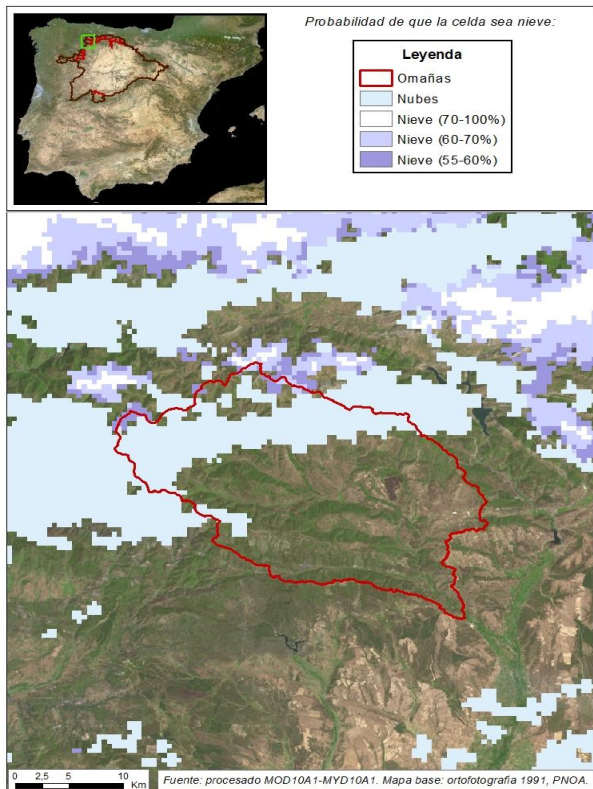 Probabilidad de que la celda sea nieve:
Leyenda
Omañas
Nubes
Nieve (70-100%)
Nieve (60-70%)
Nieve (55-60%)
0 2,5 5 10
Km
Fuente: procesado MOD10A1-MYD10A1. Mapa base: ortofotografia 1991, PNOA.